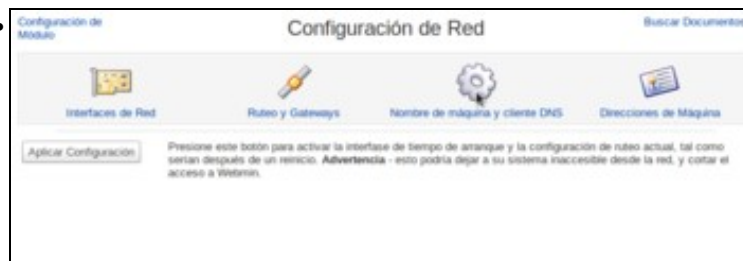 Configuración de
Módulo
Configuración de Red
Buscar Documentos
Interfaces de Red
Ruteo y Gateways
Nombre de máquina y cliente DNS
Direcciones de Máquina
Aplicar Configuración
Presione este botón para activar la interfase de tiempo de arranque y la configuración de ruteo actual, tal como
serían después de un reinicio. Advertencia - esto podría dejar a su sistema inaccesible desde la red, y cortar el
acceso a Webmin.